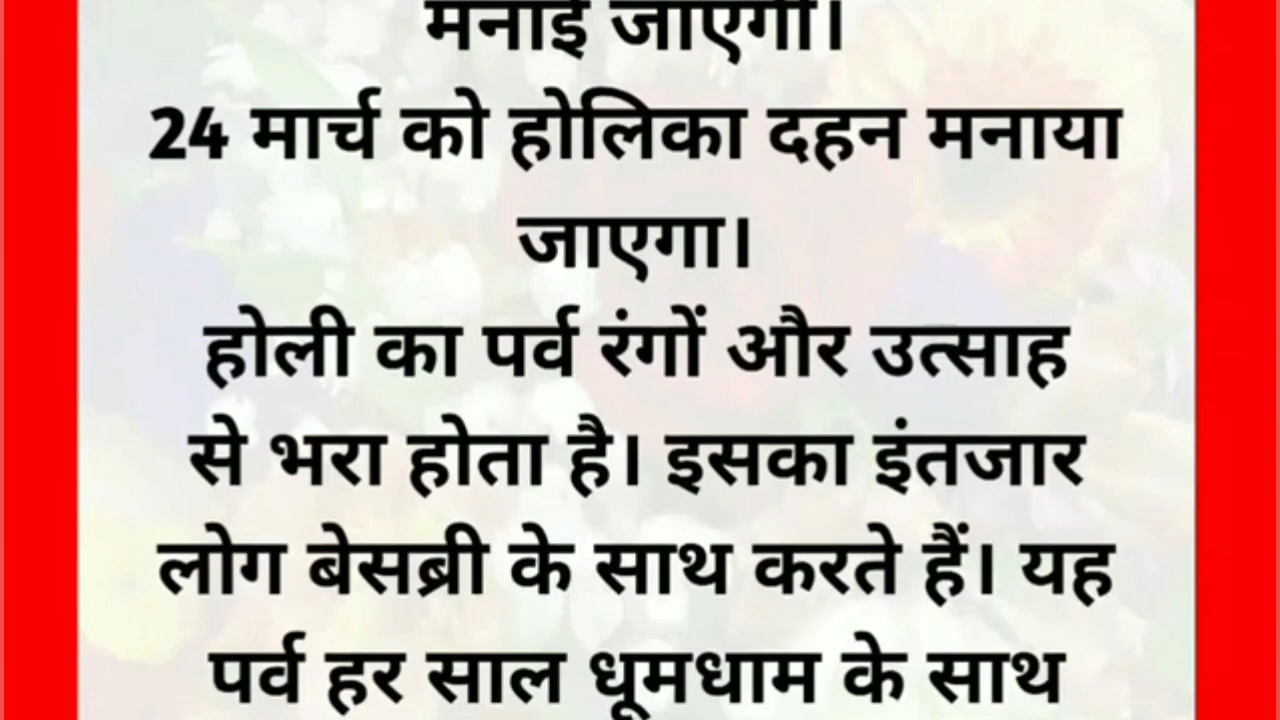 मनाई जाएगी।
24 मार्च को होलिका दहन मनाया
जाएगा।
होली का पर्व रंगों और उत्साह
से भरा होता है। इसका इंतजार
लोग बेसब्री के साथ करते हैं। यह
पर्व हर साल धूमधाम के साथ